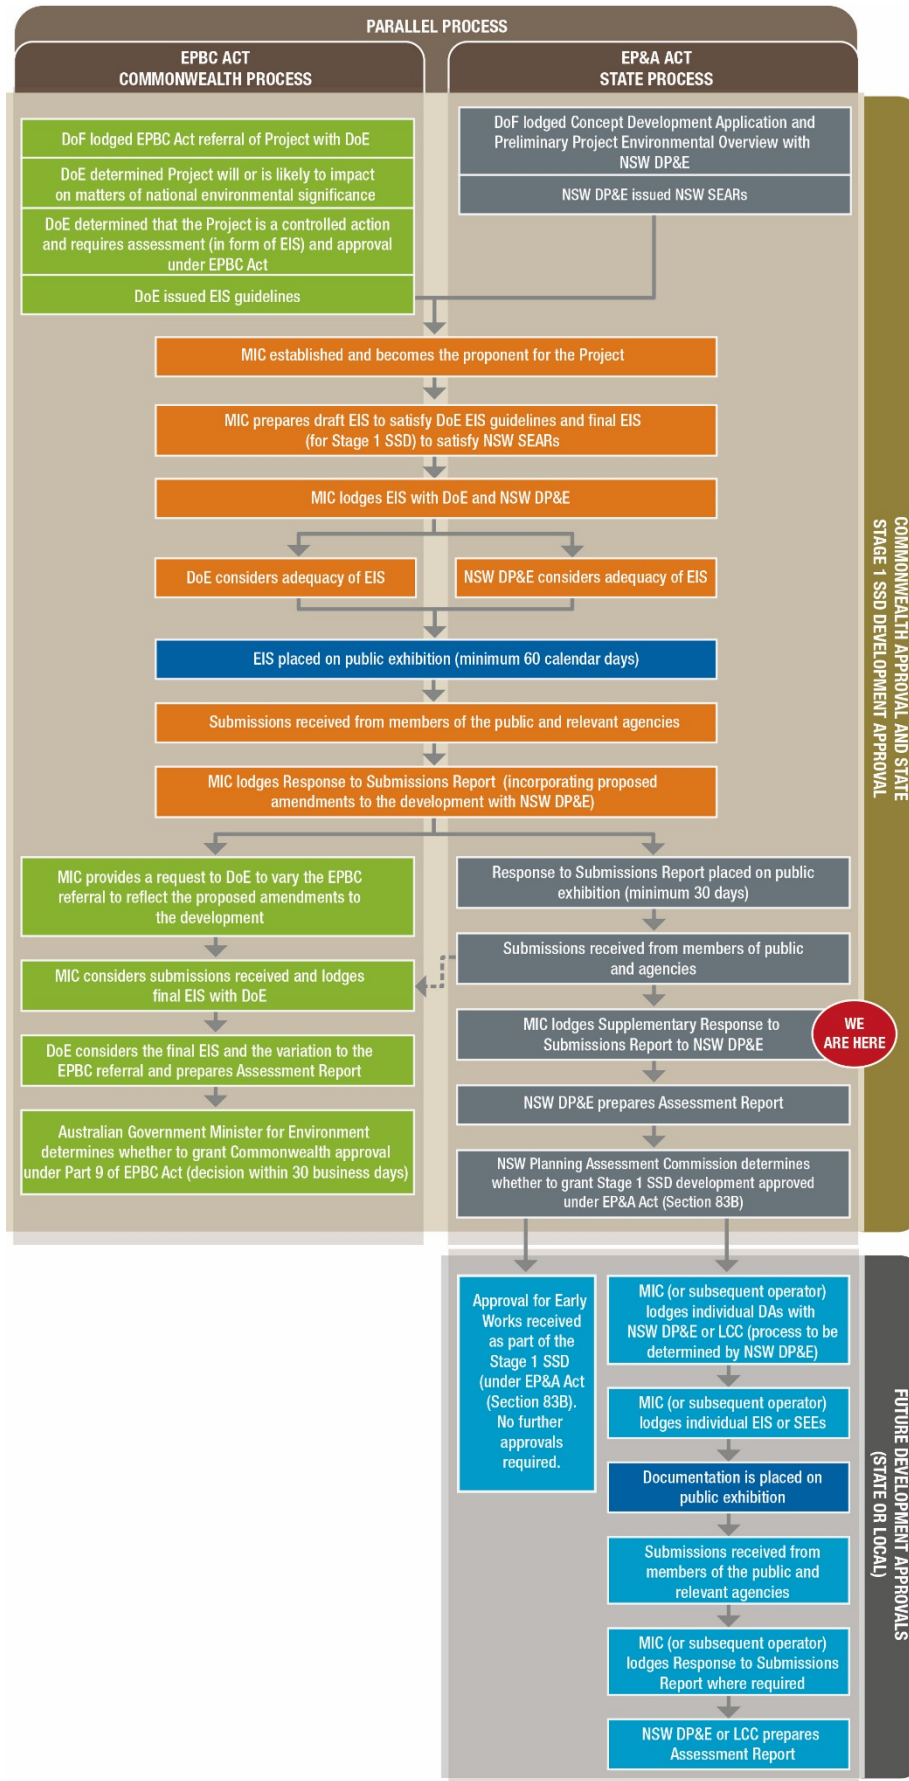 PARALLEL PROCESS
EPBC ACT
COMMONWEALTH PROCESS
EP&A ACT
STATE PROCESS
DoF lodged EPBC Act referral of Project with DoE
DoE determined Project will or is likely to impact
on matters of national environmental significance
DoE determined that the Project is a controlled action
and requires assessment (in form of EIS) and approval
under EPBC Act
DoE issued EIS guidelines
DoF lodged Concept Development Application and
Preliminary Project Environmental Overview with
NSW DP&E
NSW DP&E issued NSW SEARs
MIC established and becomes the proponent for the Project
MIC prepares draft EIS to satisfy DoE EIS guidelines and final EIS
(for Stage 1 SSD) to satisfy NSW SEARs
MIC lodges EIS with DoE and NSW DP&E
DoE considers adequacy of EIS
NSW DP&E considers adequacy of EIS
EIS placed on public exhibition (minimum 60 calendar days)
Submissions received from members of the public and relevant agencies
MIC lodges Response to Submissions Report (incorporating proposed
amendments to the development with NSW DP&E)
MIC provides a request to DoE to vary the EPBC
referral to reflect the proposed amendments to
the development
MIC considers submissions received and lodges
final EIS with DoE
DoE considers the final EIS and the variation to the
EPBC referral and prepares Assessment Report
Australian Government Minister for Environment
determines whether to grant Commonwealth approval
under Part 9 of EPBC Act (decision within 30 business days)
Response to Submissions Report placed on public
exhibition (minimum 30 days)
Submissions received from members of public
and agencies
MIC lodges Supplementary Response to
Submissions Report to NSW DP&E
WE
ARE HERE
NSW DP&E prepares Assessment Report
NSW Planning Assessment Commission determines
whether to grant Stage 1 SSD development approved
under EP&A Act (Section 83B)
COMMONWEALTH APPROVAL AND STATE
STAGE 1 SSD DEVELOPMENT APPROVAL
Approval for Early
Works received
as part of the
Stage 1 SSD
(under EP&A Act
(Section 83B).
No further
approvals
required.
MIC (or subsequent operator)
lodges individual DAs with
NSW DP&E or LCC (process to be
determined by NSW DP&E)
MIC (or subsequent operator)
lodges individual EIS or SEEs
Documentation is placed on
public exhibition
Submissions received from
members of the public and
relevant agencies
MIC (or subsequent operator)
lodges Response to Submissions
Report where required
NSW DP&E or LCC prepares
Assessment Report
FUTURE DEVELOPMENT APPROVALS
(STATE OR LOCAL)